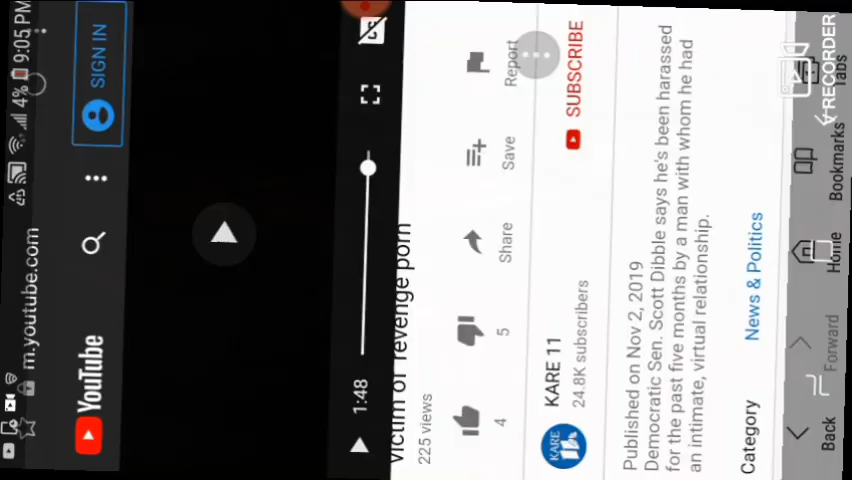 4% 9:05 PM
m.youtube.com
YouTube
SIGN IN
1:48
victim of revenge porn
225 views
4
5
Share
Save
Report
KARE 11
24.8K subscribers
SUBSCRIBE
Published on Nov 2, 2019
Democratic Sen. Scott Dibble says he's been harassed
for the past five months by a man with whom he had
an intimate, virtual relationship.
Category
News & Politics
Back
Forward
Home
Bookmarks
Tabs
RECORDER